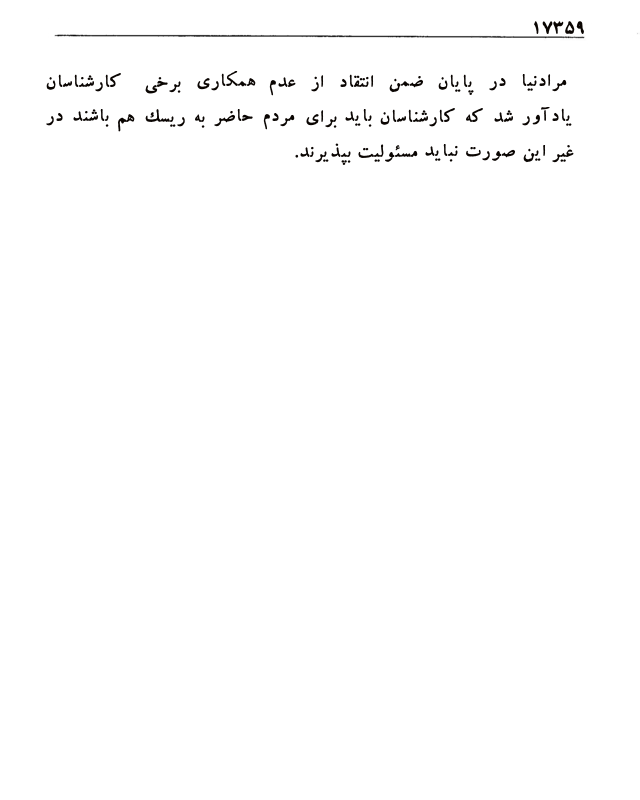 ۱۷۳۵۹
مرادنیا در پایان ضمن انتقاد از عدم همکاری برخی کارشناسان
یادآور شد که کارشناسان باید برای مردم حاضر به ریسك هم باشند در
غیر این صورت نباید مسئولیت بپذیرند.